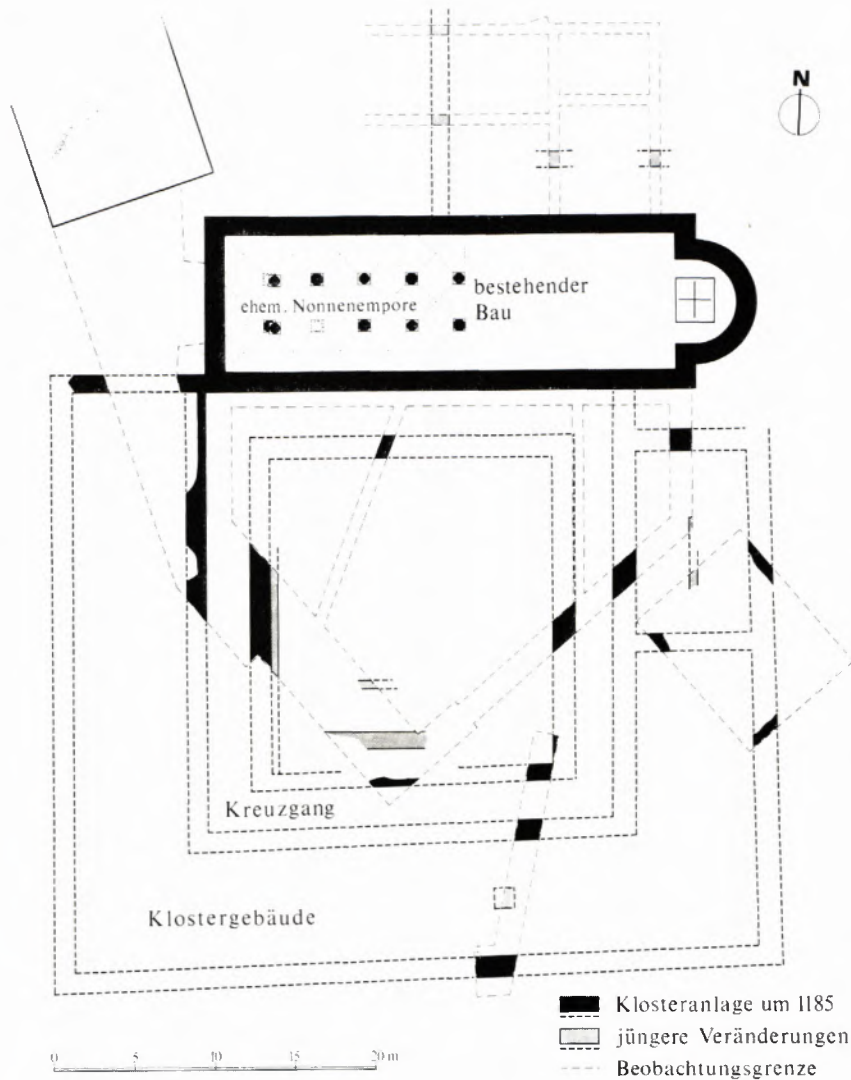 N
bestehender
ehem. Nonnenempore
Bau
Kreuzgang
Klostergebäude
Klosteranlage um 1185
jüngere Veränderungen
Beobachtungsgrenze
0 5 10 15 20 m